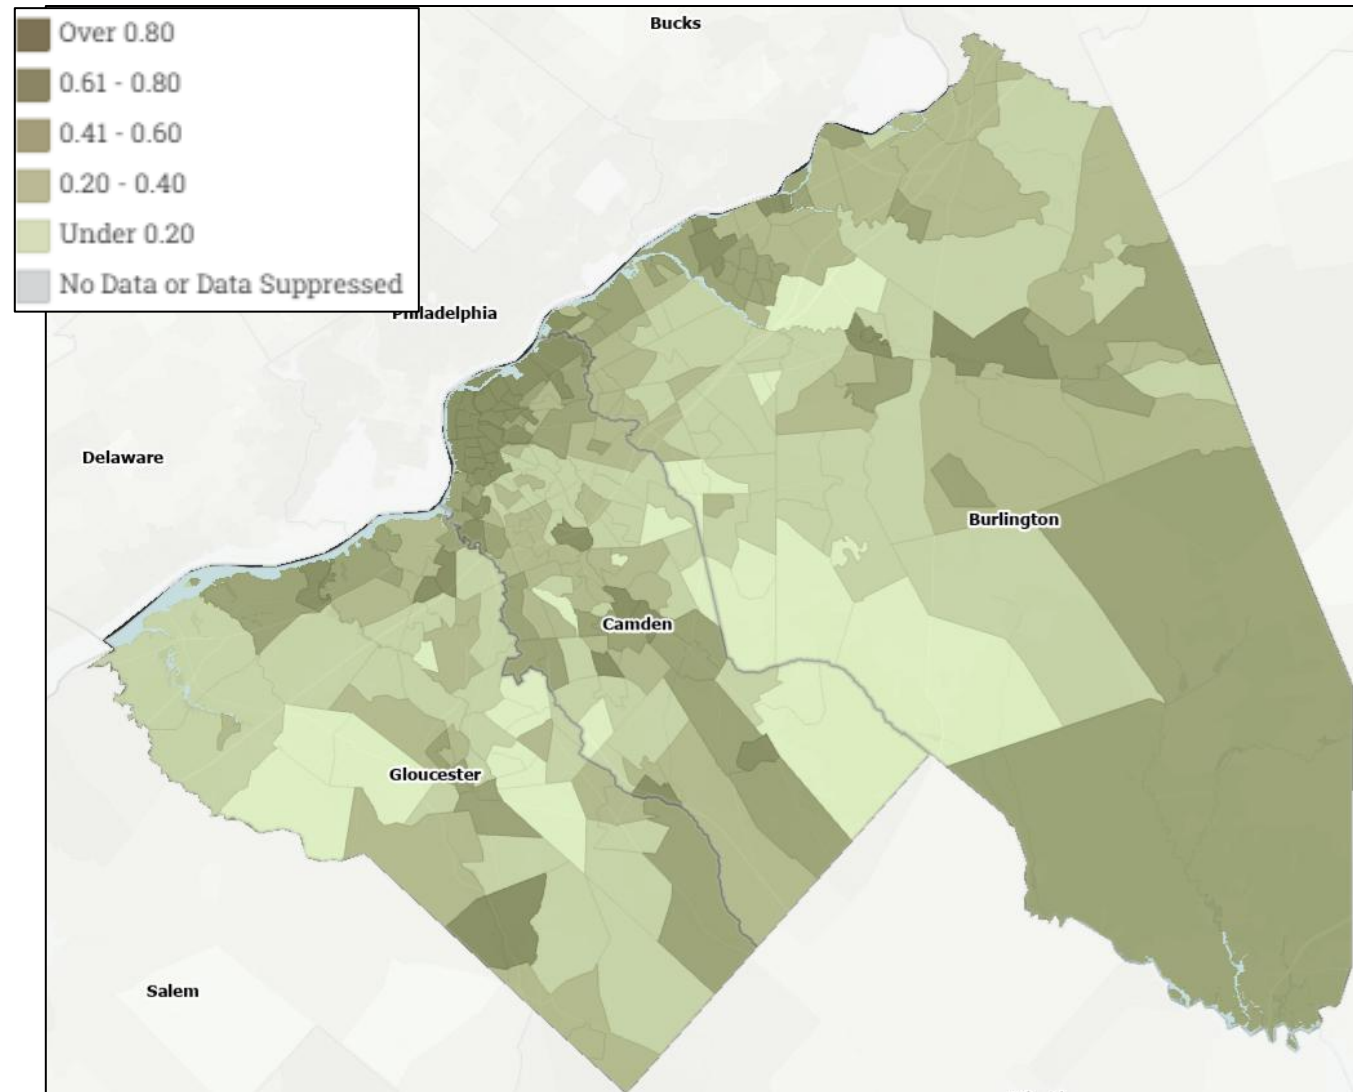 Over 0.80
0.61 - 0.80
0.41 - 0.60
0.20 - 0.40
Under 0.20
No Data or Data Suppressed
Bucks
Philadelphia
Delaware
Burlington
Camden
Gloucester
Salem